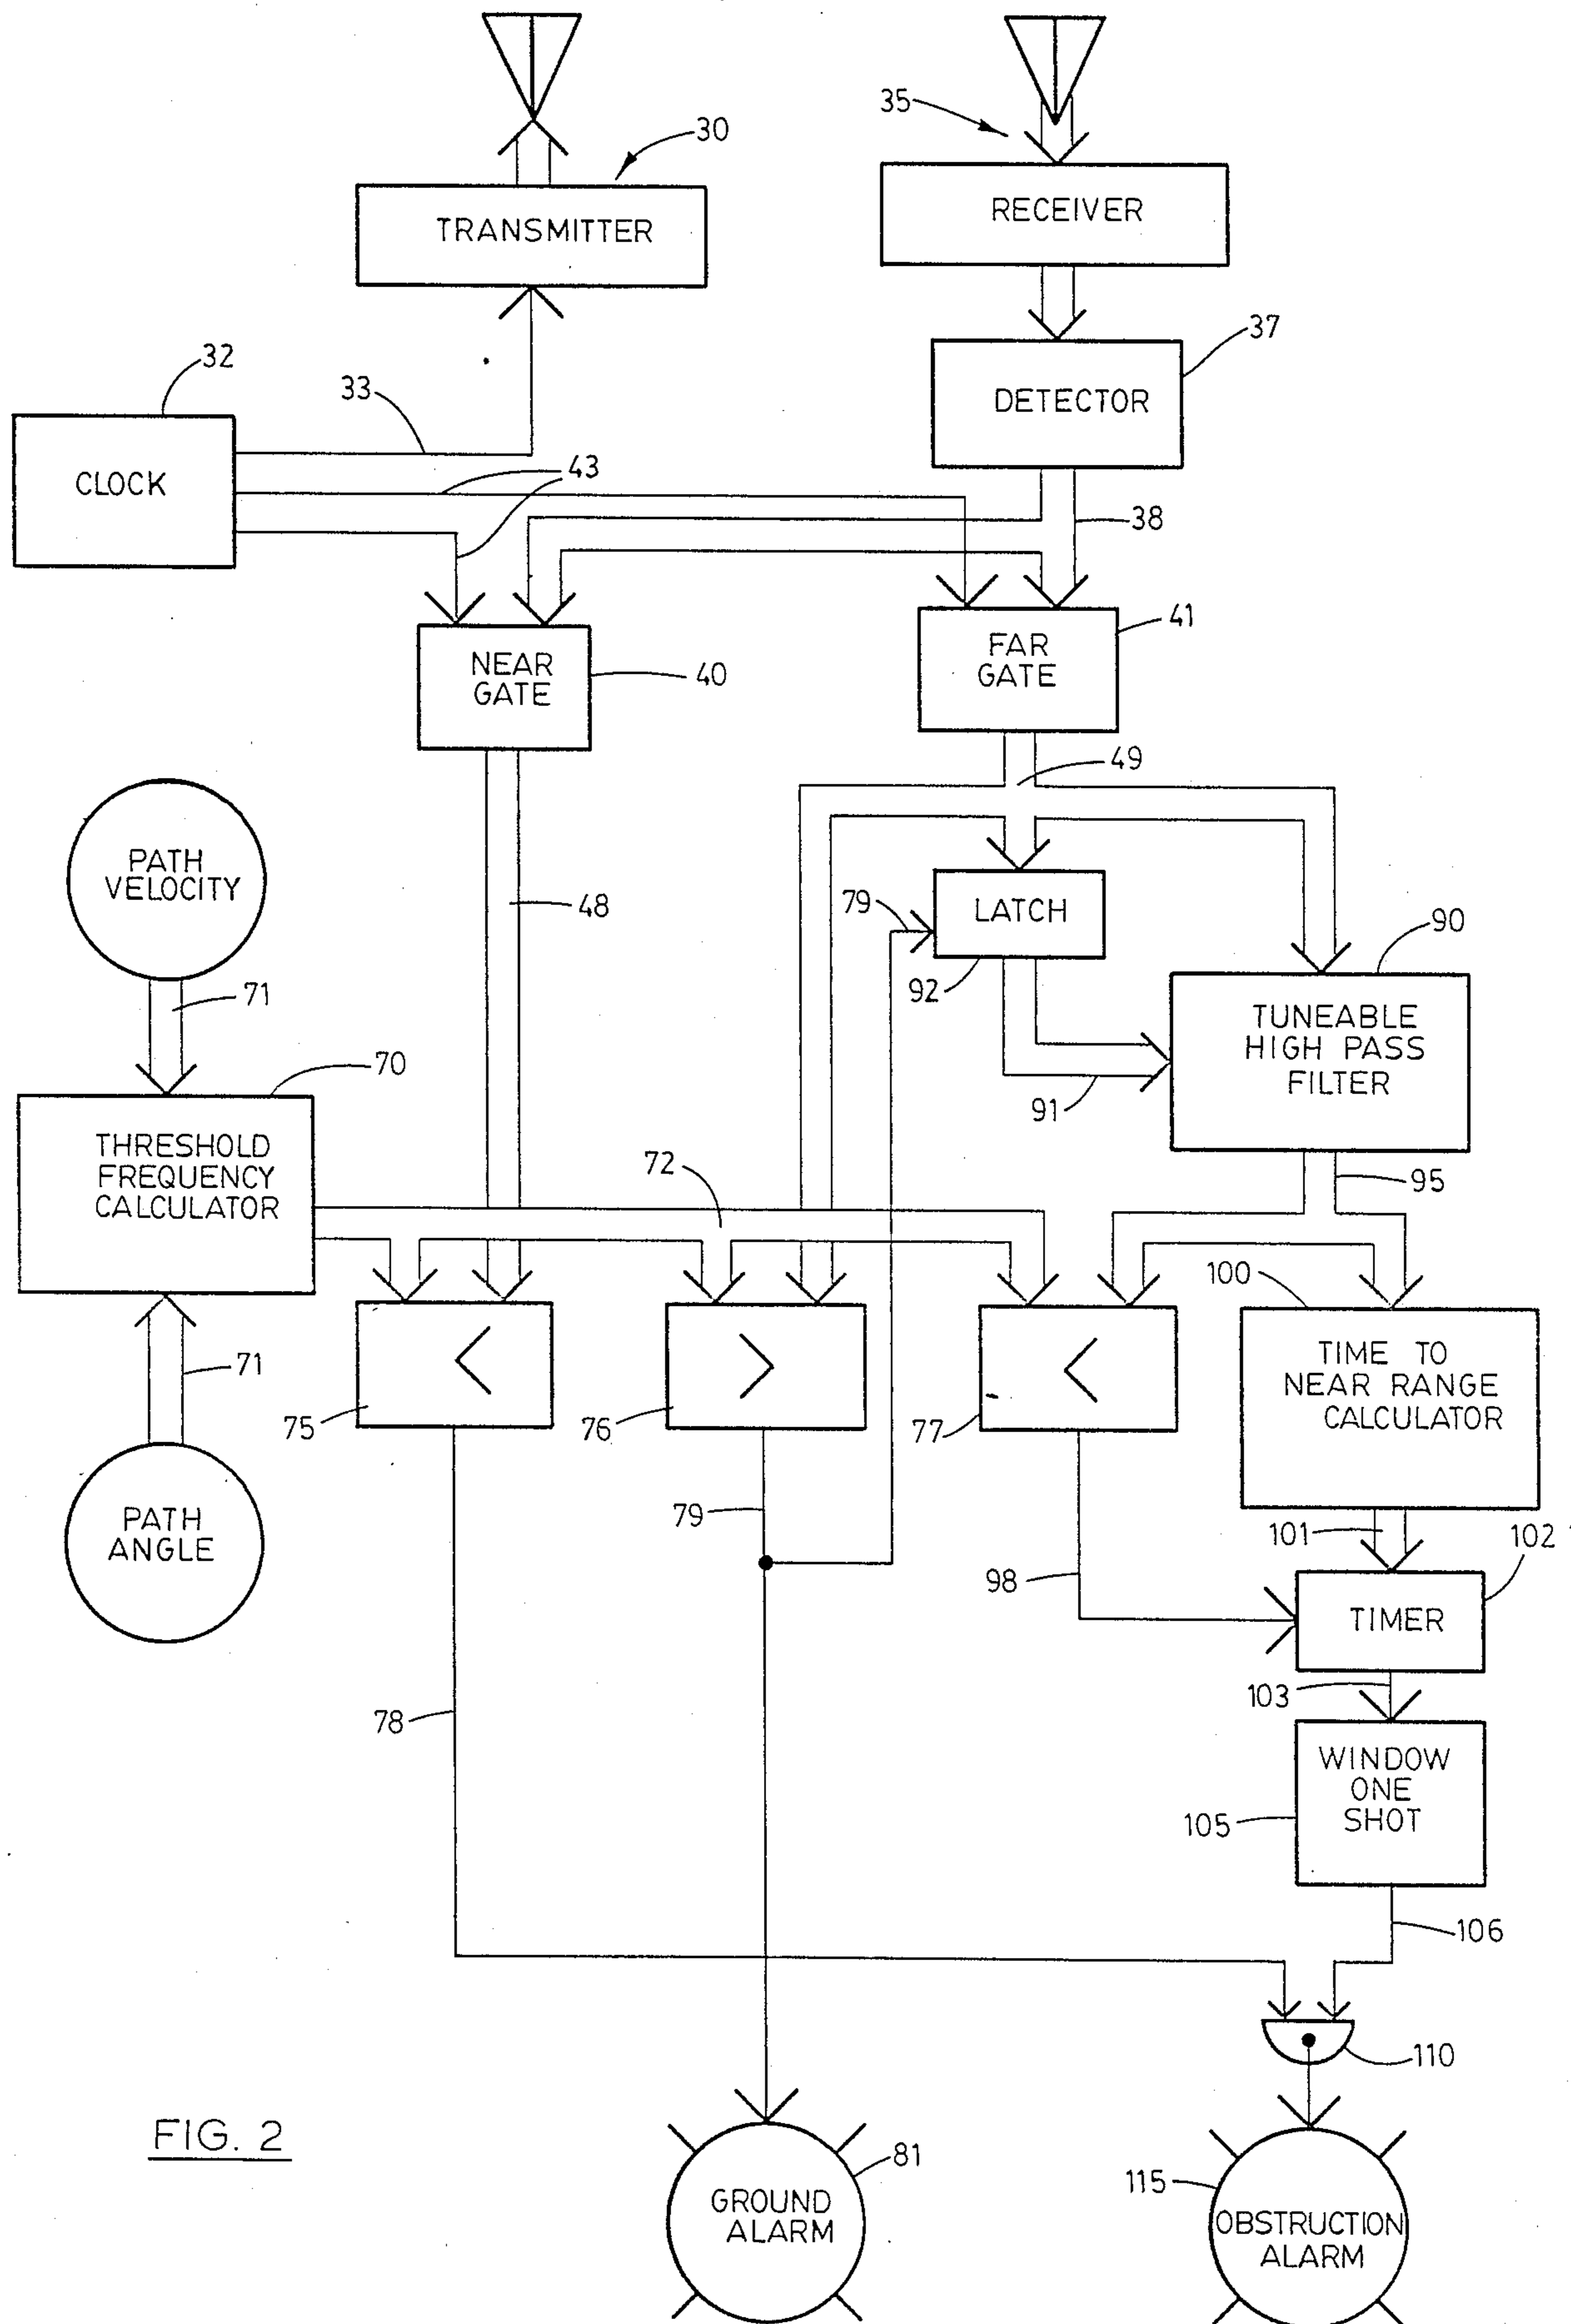 30
35
TRANSMITTER
RECEIVER
37
32
33
DETECTOR
CLOCK
43
38
41
NEAR
GATE
40
FAR
GATE
49
PATH
VELOCITY
48
79
LATCH
92
90
71
TUNEABLE
HIGH PASS
FILTER
91
70
THRESHOLD
FREQUENCY
CALCULATOR
72
95
71
75
<
76
>
77
<
100
TIME TO
NEAR RANGE
CALCULATOR
PATH
ANGLE
79
98
101
102
TIMER
103
78
WINDOW
ONE
SHOT
105
106
110
FIG. 2
81
GROUND
ALARM
115
OBSTRUCTION
ALARM